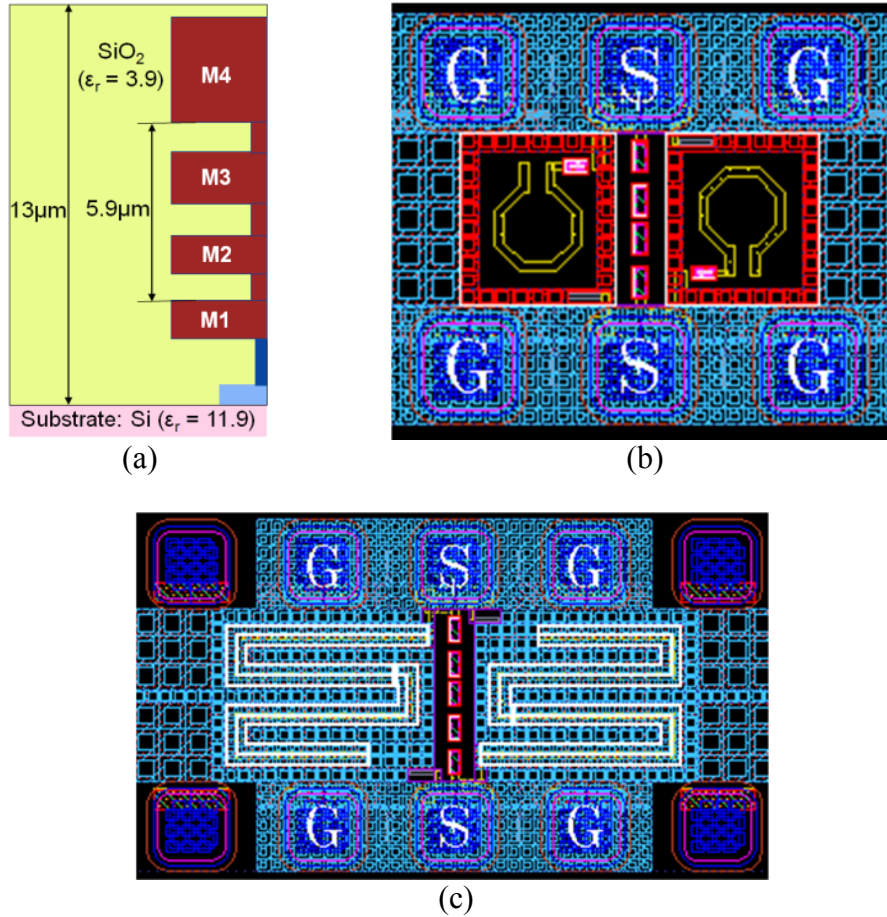 SiO₂
(εᵣ = 3.9)
M4
M3
13μm
5.9μm
M2
M1
Substrate: Si (εᵣ = 11.9)
(a)
G S G
G S G
(b)
G S G
G S G
(c)